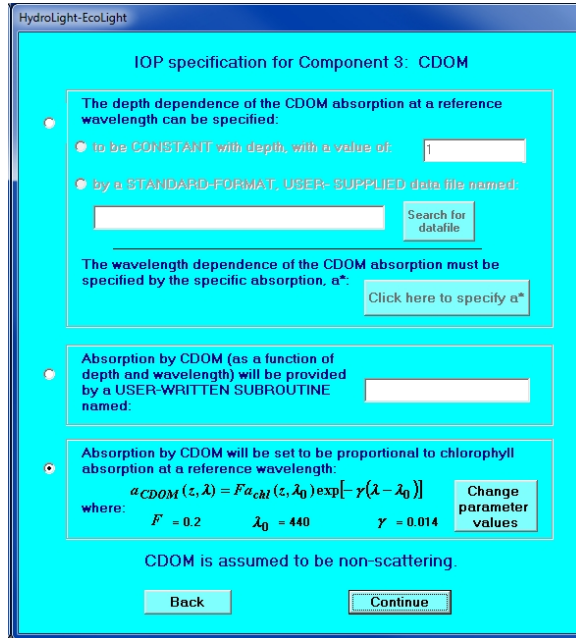 HydroLight-EcoLight
IOP specification for Component 3: CDOM
The depth dependence of the CDOM absorption at a reference
wavelength can be specified:
to be CONSTANT with depth, with a value of:
1
by a STANDARD-FORMAT, USER- SUPPLIED data file named:
Search for
datafile
The wavelength dependence of the CDOM absorption must be
specified by the specific absorption, a*:
Click here to specify a*
Absorption by CDOM (as a function of
depth and wavelength) will be provided
by a USER-WRITTEN SUBROUTINE
named:
Absorption by CDOM will be set to be proportional to chlorophyll
absorption at a reference wavelength:
a_CDOM(z,λ) = Fa_chl(z,λ₀)exp[-γ(λ-λ₀)]
where:
F = 0.2 λ₀ = 440 γ = 0.014
Change
parameter
values
CDOM is assumed to be non-scattering.
Back Continue